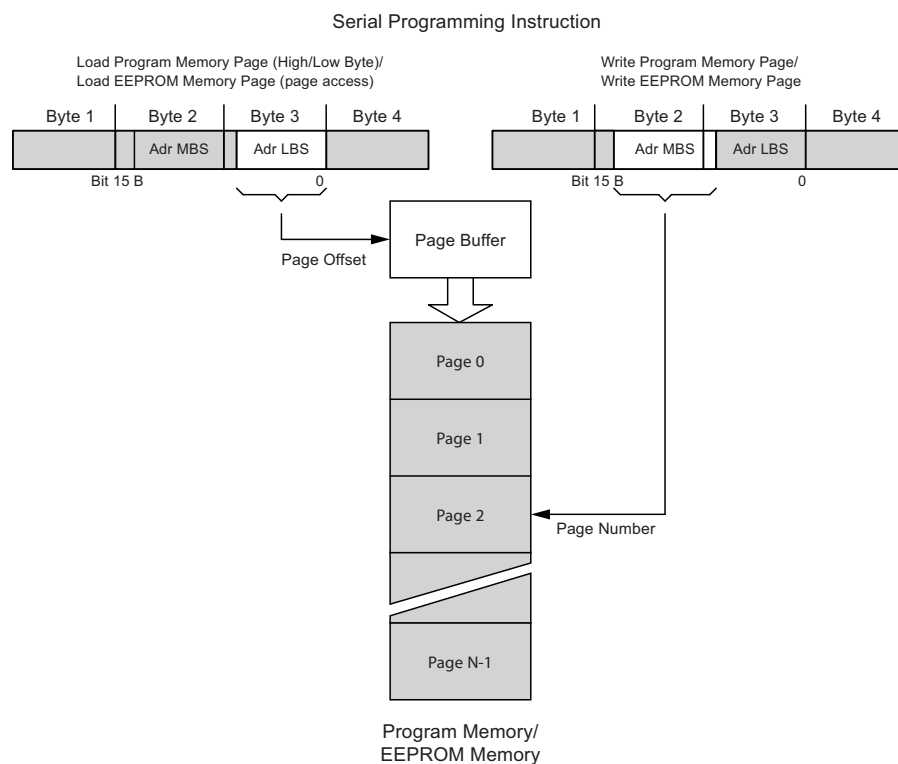 Serial Programming Instruction
Load Program Memory Page (High/Low Byte)/
Load EEPROM Memory Page (page access)
Byte 1 Byte 2 Byte 3 Byte 4
Adr MBS Adr LBS
Bit 15 B 0
Write Program Memory Page/
Write EEPROM Memory Page
Byte 1 Byte 2 Byte 3 Byte 4
Adr MBS Adr LBS
Bit 15 B 0
Page Offset
Page Buffer
Page 0
Page 1
Page 2
Page Number
Page N-1
Program Memory/
EEPROM Memory